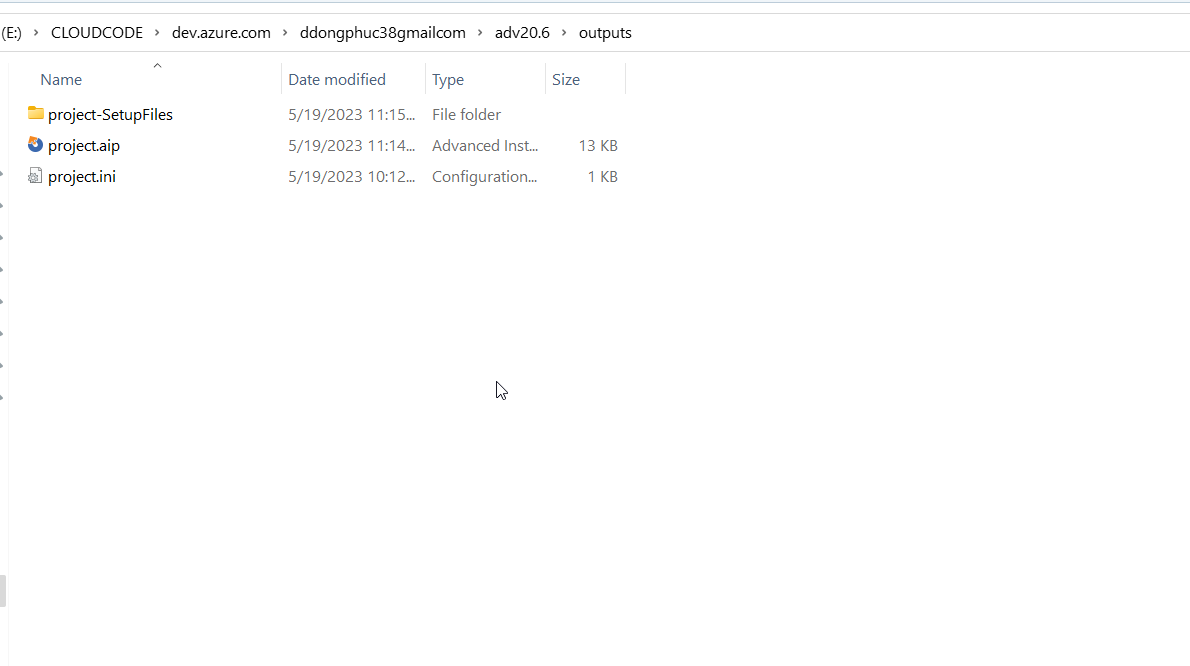 (E:) › CLOUDCODE › dev.azure.com › ddongphuc38gmailcom › adv20.6 › outputs
Name Date modified Type Size
project-SetupFiles 5/19/2023 11:15... File folder
project.aip 5/19/2023 11:14... Advanced Inst... 13 KB
project.ini 5/19/2023 10:12... Configuration... 1 KB